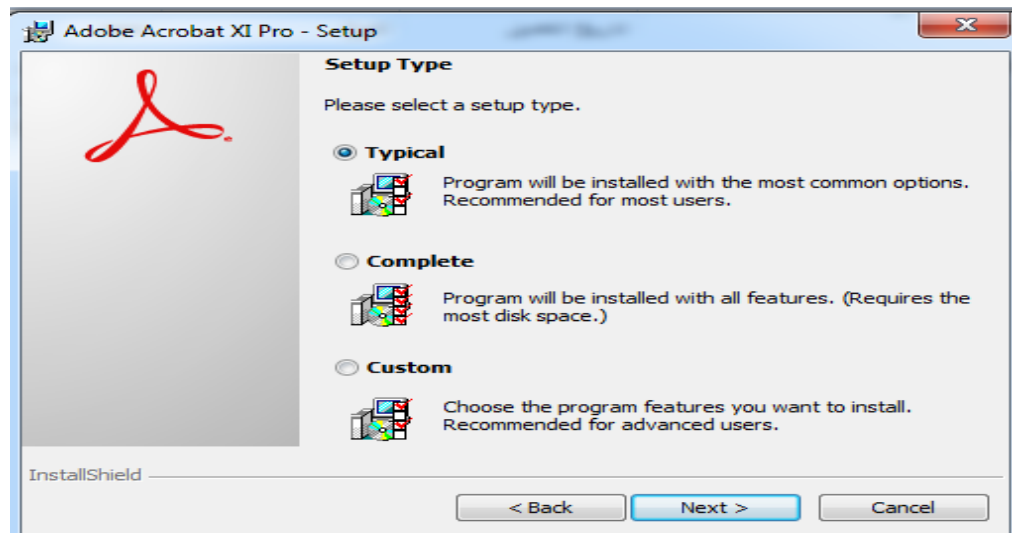 Adobe Acrobat XI Pro - Setup
Setup Type
Please select a setup type.
Typical
Program will be installed with the most common options.
Recommended for most users.
Complete
Program will be installed with all features. (Requires the
most disk space.)
Custom
Choose the program features you want to install.
Recommended for advanced users.
InstallShield
< Back
Next >
Cancel